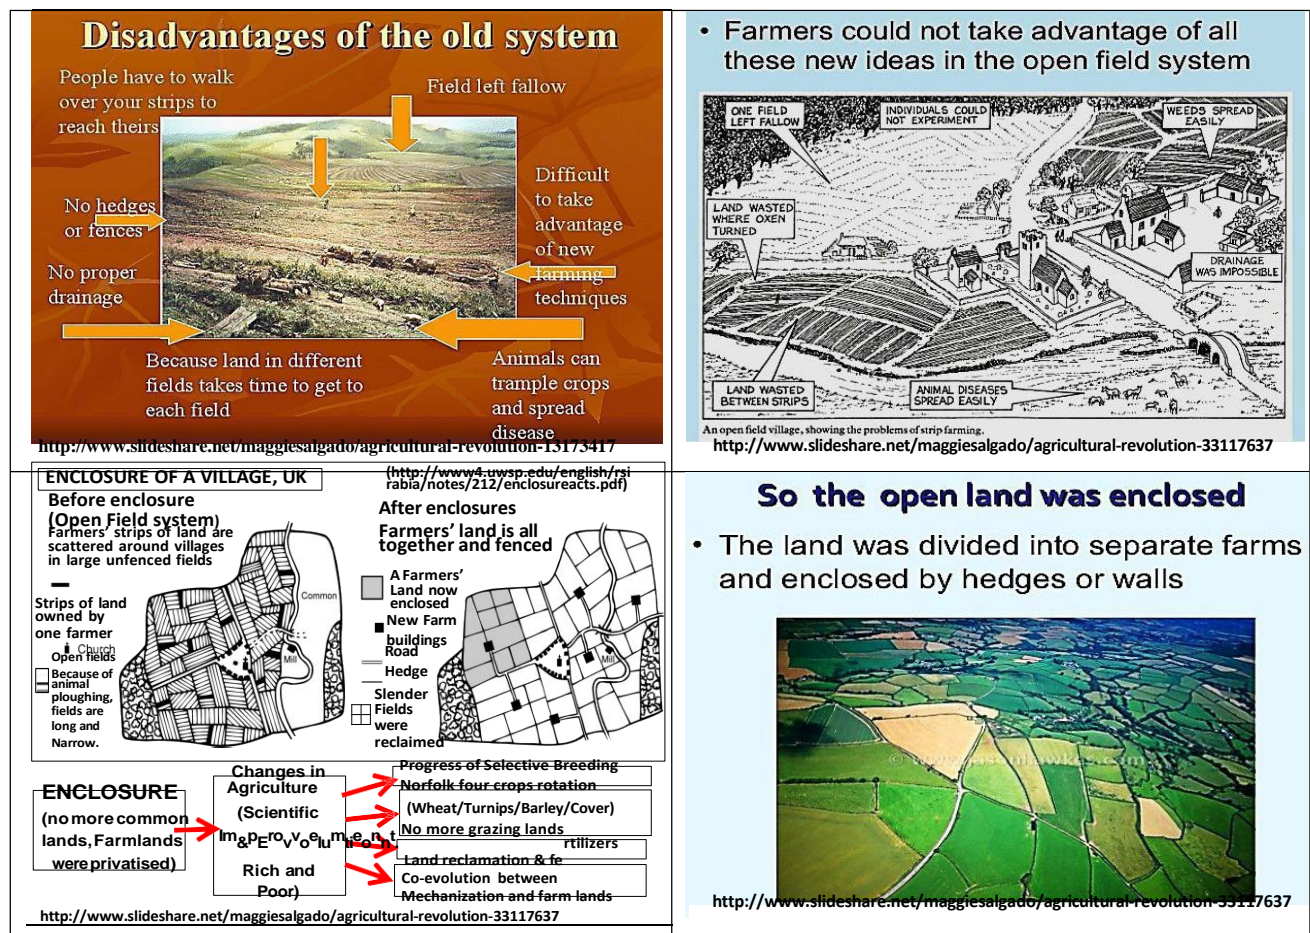 Disadvantages of the old system
People have to walk
over your strips to
reach theirs
Field left fallow
No hedges
or fences
Difficult
to take
advantage
of new
farming
techniques
No proper
drainage
Because land in different
fields takes time to get to
each field
Animals can
trample crops
and spread
disease
http://www.slideshare.net/maggiesalgado/agricultural-revolution-13173417
• Farmers could not take advantage of all
these new ideas in the open field system
ONE FIELD
LEFT FALLOW
INDIVIDUALS COULD
NOT EXPERIMENT
WEEDS SPREAD
EASILY
LAND WASTED
WHERE OXEN
TURNED
DRAINAGE
WAS IMPOSSIBLE
LAND WASTED
BETWEEN STRIPS
ANIMAL DISEASES
SPREAD EASILY
An open field village, showing the problems of strip farming.
http://www.slideshare.net/maggiesalgado/agricultural-revolution-33117637
ENCLOSURE OF A VILLAGE, UK
(http://www4.uwsp.edu/english/rsi
rabia/notes/212/enclosureacts.pdf)
Before enclosure
(Open Field system)
Farmers' strips of land are
scattered around villages
in large unfenced fields
Strips of land
owned by
one farmer
Church
Open fields
Because of
animal
ploughing,
fields are
long and
Narrow.
Common
Mill
After enclosures
Farmers' land is all
together and fenced
A Farmers'
Land now
enclosed
New Farm
buildings
Road
Hedge
Slender
Fields
were
reclaimed
Mill
ENCLOSURE
(no more common
lands, Farmlands
were privatised)
Changes in
Agriculture
(Scientific
Rich and
Poor)
Progress of Selective Breeding
Norfolk four crops rotation
(Wheat/Turnips/Barley/Cover)
No more grazing lands
rtilizers
Land reclamation & fe
Co-evolution between
Mechanization and farm lands
http://www.slideshare.net/maggiesalgado/agricultural-revolution-33117637
So the open land was enclosed
• The land was divided into separate farms
and enclosed by hedges or walls
http://www.slideshare.net/maggiesalgado/agricultural-revolution-33117637